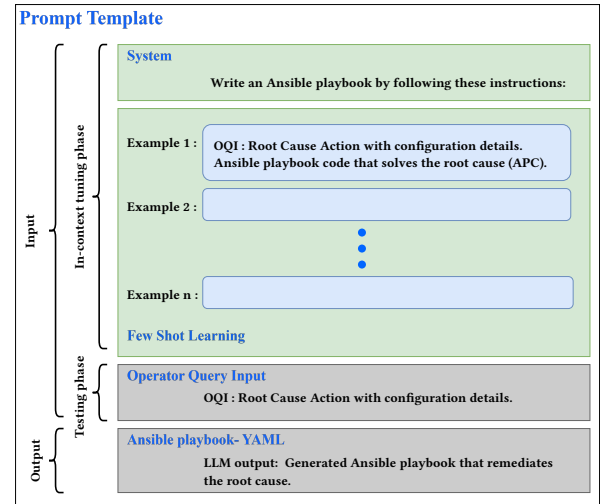 Prompt Template
System
Write an Ansible playbook by following these instructions:
Example 1 :
OQI : Root Cause Action with configuration details.
Ansible playbook code that solves the root cause (APC).
Example 2 :
Example n :
Few Shot Learning
In-context tuning phase
Input
Operator Query Input
OQI : Root Cause Action with configuration details.
Testing phase
Ansible playbook- YAML
LLM output:  Generated Ansible playbook that remediates
the root cause.
Output